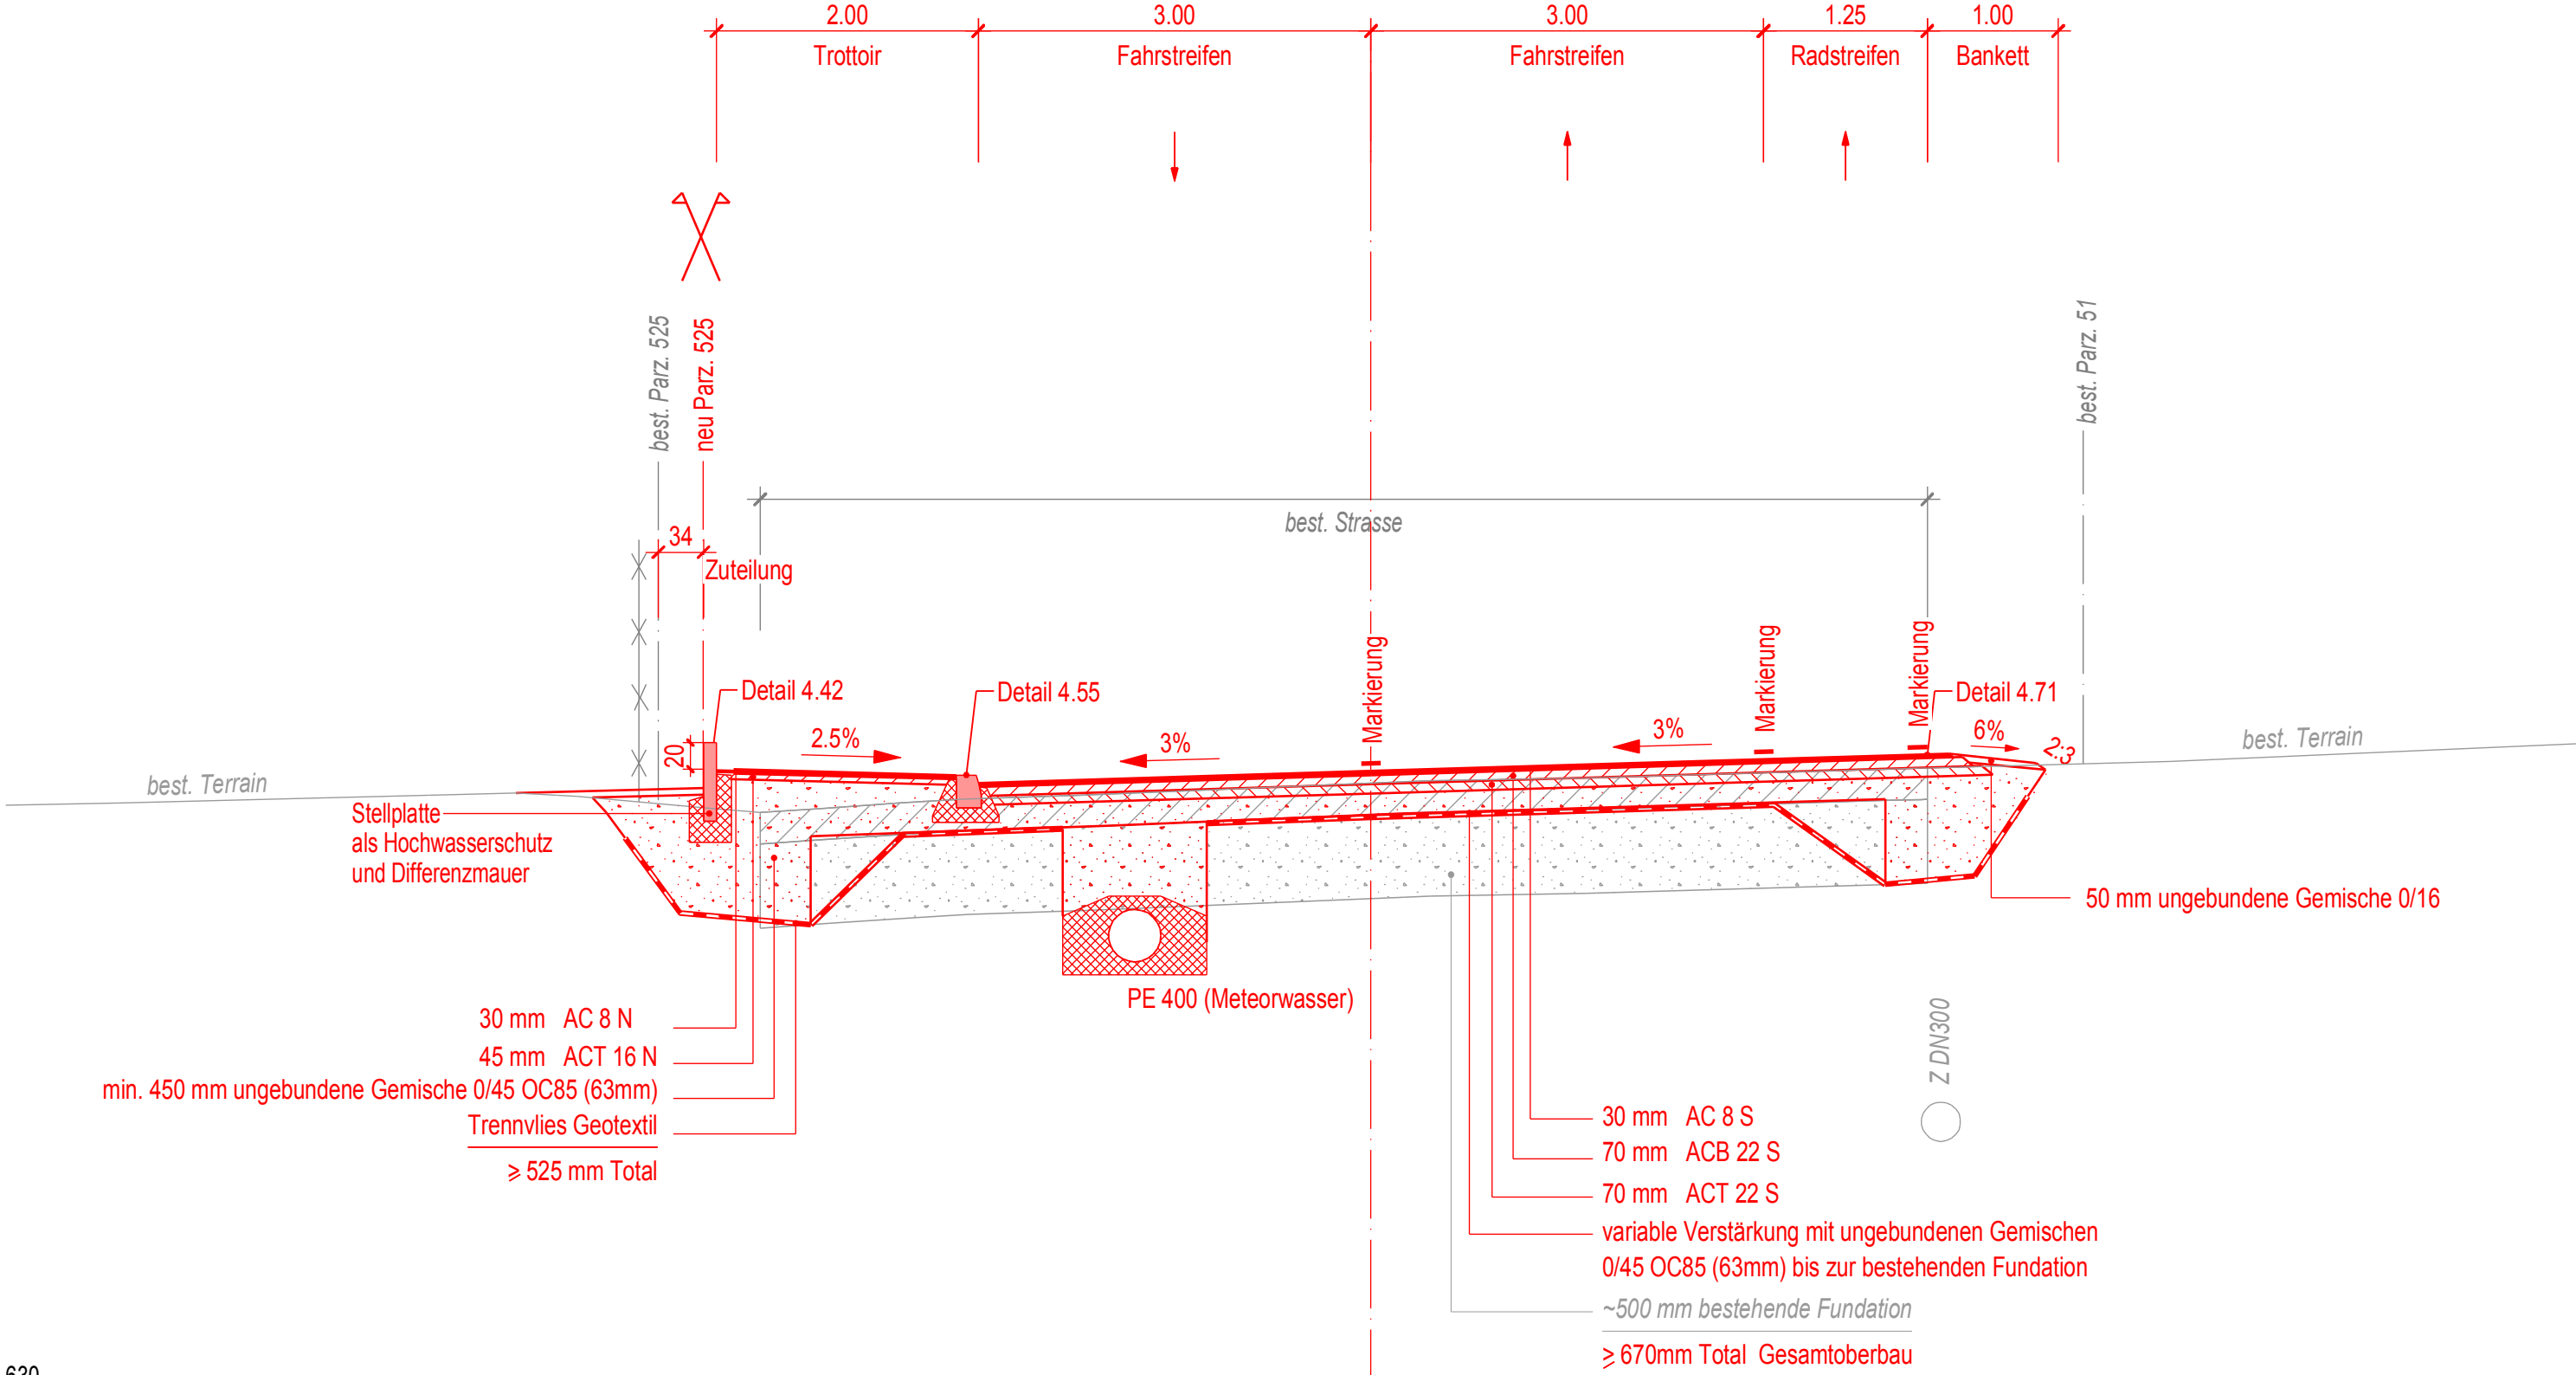 2.00
3.00
3.00
1.25
1.00
Trottoir
Fahrstreifen
Fahrstreifen
Radstreifen
Bankett
best. Parz. 525
neu Parz. 525
best. Parz. 51
best. Strasse
34
Zuteilung
Markierung
Markierung
Markierung
Detail 4.42
Detail 4.55
Detail 4.71
20
2.5%
3%
3%
6%
2:3
best. Terrain
best. Terrain
Stellplatte
als Hochwasserschutz
und Differenzmauer
50 mm ungebundene Gemische 0/16
PE 400 (Meteorwasser)
Z DN300
30 mm AC 8 N
45 mm ACT 16 N
min. 450 mm ungebundene Gemische 0/45 OC85 (63mm)
Trennvlies Geotextil
≥ 525 mm Total
30 mm AC 8 S
70 mm ACB 22 S
70 mm ACT 22 S
variable Verstärkung mit ungebundenen Gemischen
0/45 OC85 (63mm) bis zur bestehenden Fundation
~500 mm bestehende Fundation
≥ 670mm Total Gesamtoberbau